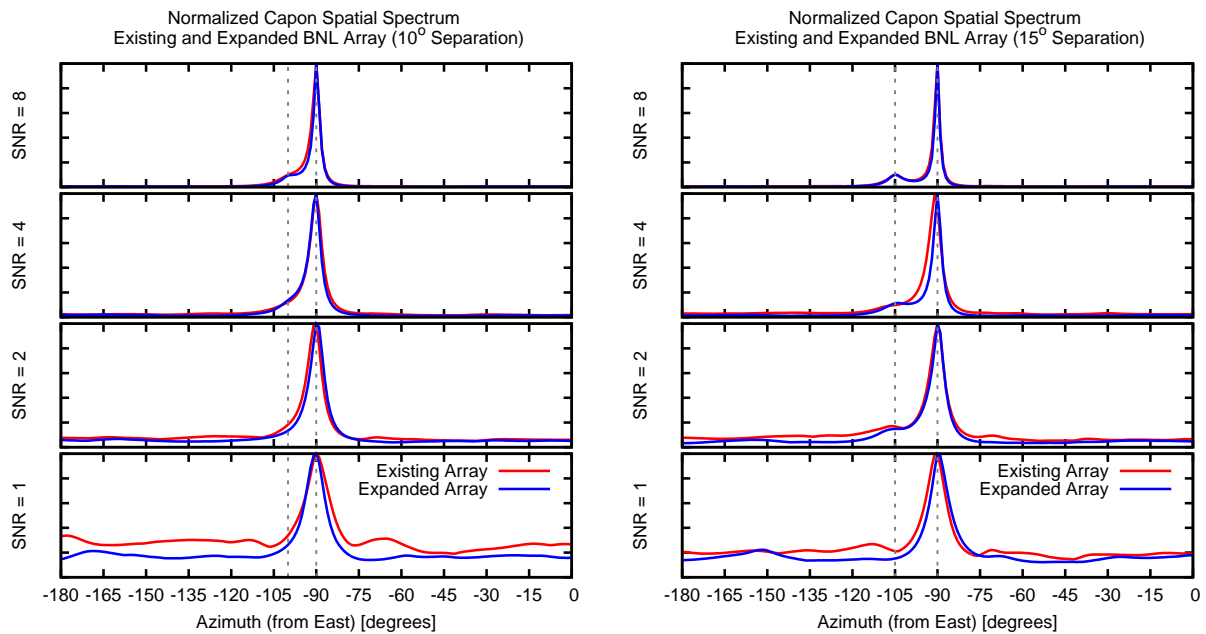 Normalized Capon Spatial Spectrum
Existing and Expanded BNL Array (10° Separation)
SNR = 8
SNR = 4
SNR = 2
SNR = 1
Existing Array
Expanded Array
-180 -165 -150 -135 -120 -105 -90 -75 -60 -45 -30 -15 0
Azimuth (from East) [degrees]
Normalized Capon Spatial Spectrum
Existing and Expanded BNL Array (15° Separation)
SNR = 8
SNR = 4
SNR = 2
SNR = 1
Existing Array
Expanded Array
-180 -165 -150 -135 -120 -105 -90 -75 -60 -45 -30 -15 0
Azimuth (from East) [degrees]